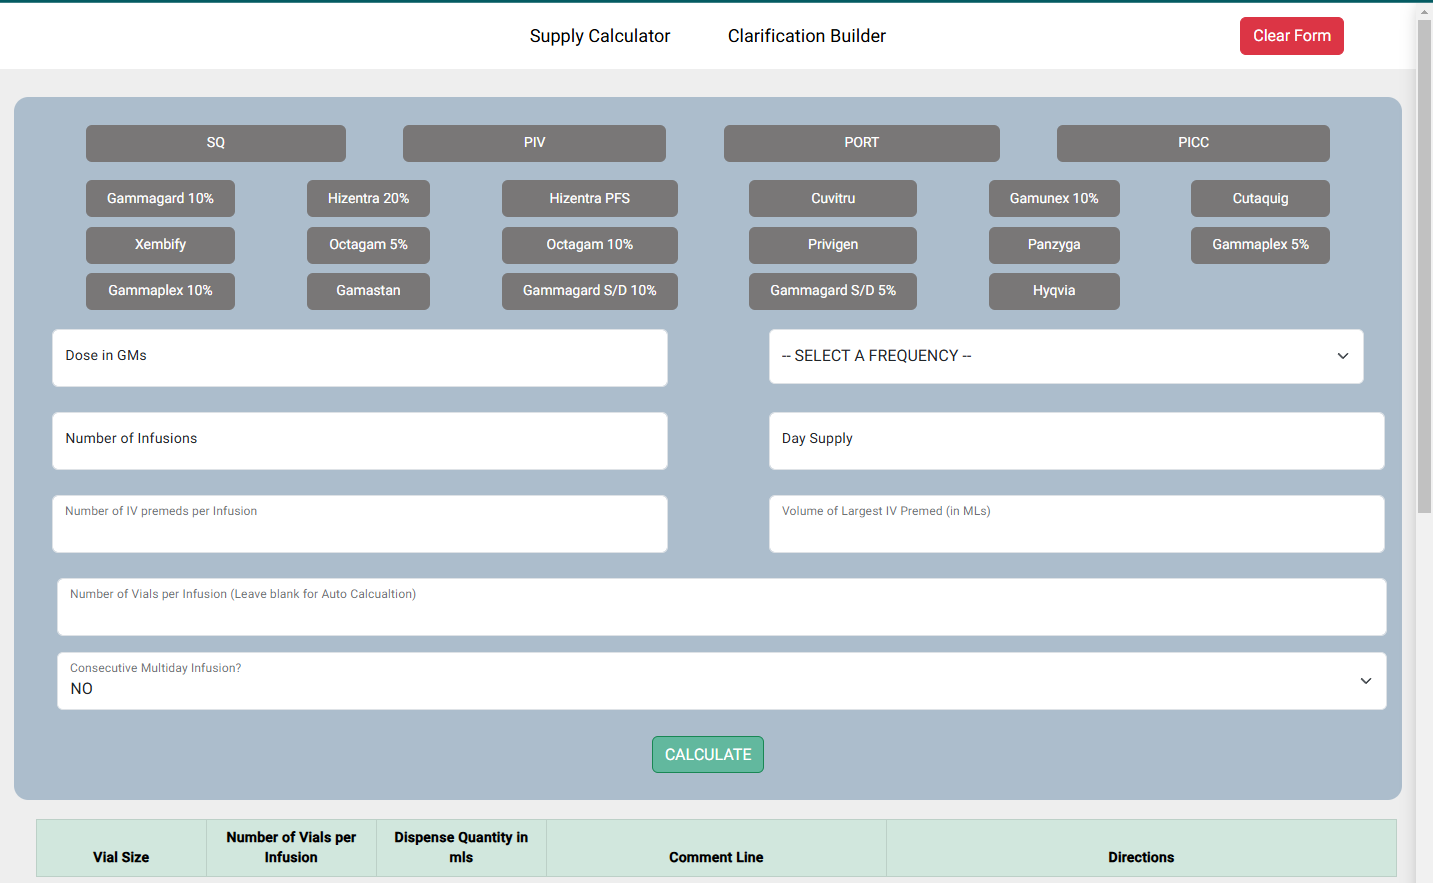 Supply Calculator Clarification Builder Clear Form
SQ PIV PORT PICC
Gammagard 10% Hizentra 20% Hizentra PFS Cuvitru Gamunex 10% Cutaquig
Xembify Octagam 5% Octagam 10% Privigen Panzyga Gammaplex 5%
Gammaplex 10% Gamastan Gammagard S/D 10% Gammagard S/D 5% Hyqvia
Dose in GMs -- SELECT A FREQUENCY --
Number of Infusions Day Supply
Number of IV premeds per Infusion Volume of Largest IV Premed (in MLs)
Number of Vials per Infusion (Leave blank for Auto Calcualtion)
Consecutive Multiday Infusion?
NO
CALCULATE
Vial Size Number of Vials per Infusion Dispense Quantity in mls Comment Line Directions